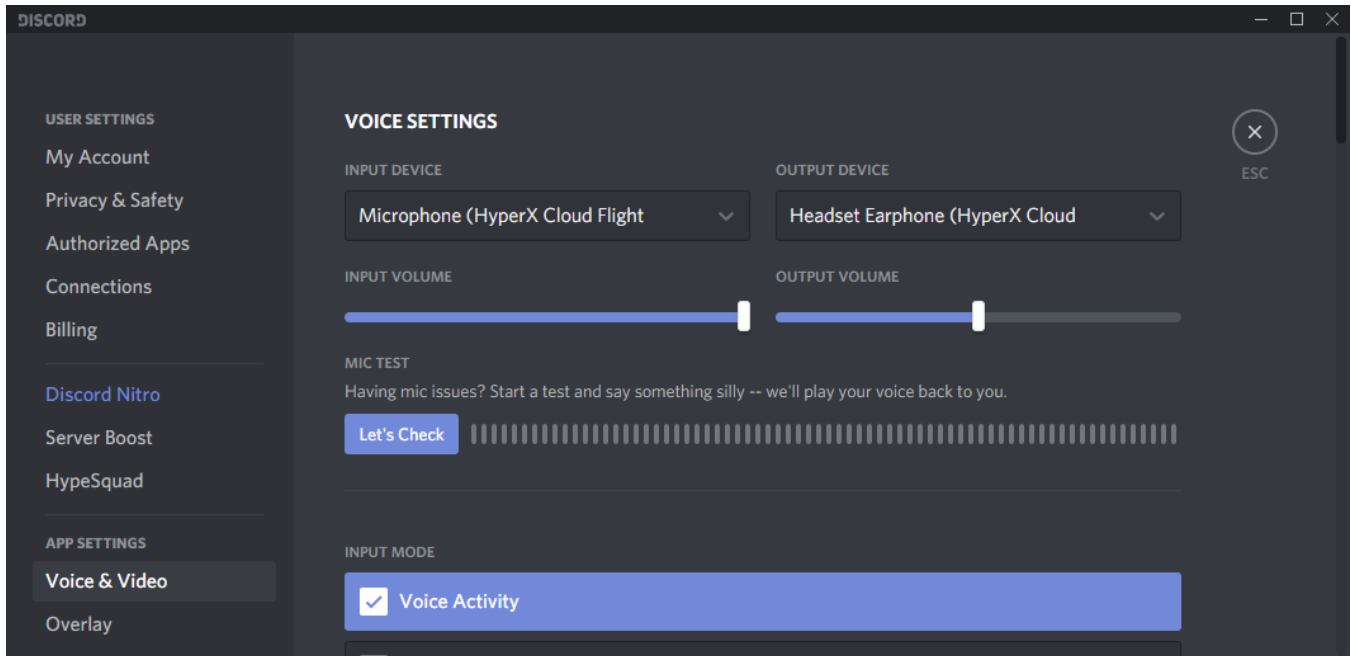 DISCORD
USER SETTINGS
My Account
Privacy & Safety
Authorized Apps
Connections
Billing
Discord Nitro
Server Boost
HypeSquad
APP SETTINGS
Voice & Video
Overlay
VOICE SETTINGS
INPUT DEVICE
Microphone (HyperX Cloud Flight
OUTPUT DEVICE
Headset Earphone (HyperX Cloud
INPUT VOLUME
OUTPUT VOLUME
MIC TEST
Having mic issues? Start a test and say something silly -- we'll play your voice back to you.
Let's Check
INPUT MODE
Voice Activity
ESC